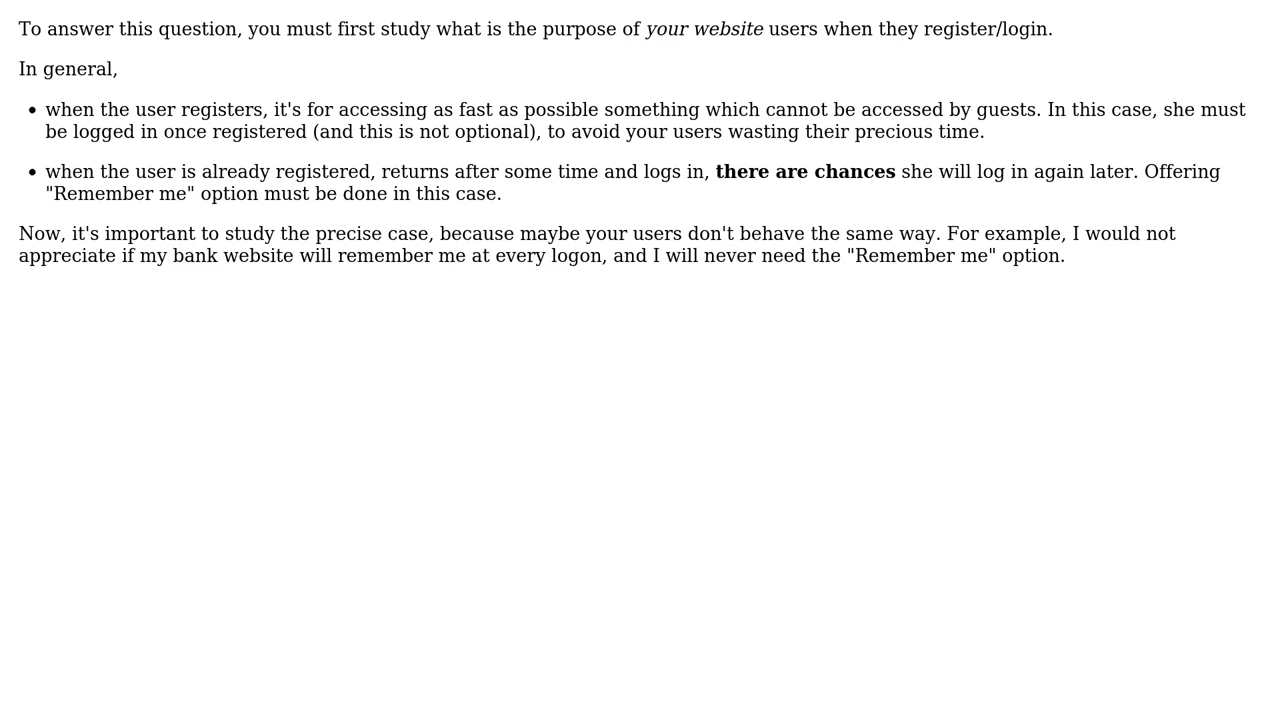 To answer this question, you must first study what is the purpose of your website users when they register/login.
In general,
• when the user registers, it's for accessing as fast as possible something which cannot be accessed by guests. In this case, she must
be logged in once registered (and this is not optional), to avoid your users wasting their precious time.
• when the user is already registered, returns after some time and logs in, there are chances she will log in again later. Offering
"Remember me" option must be done in this case.
Now, it's important to study the precise case, because maybe your users don't behave the same way. For example, I would not
appreciate if my bank website will remember me at every logon, and I will never need the "Remember me" option.